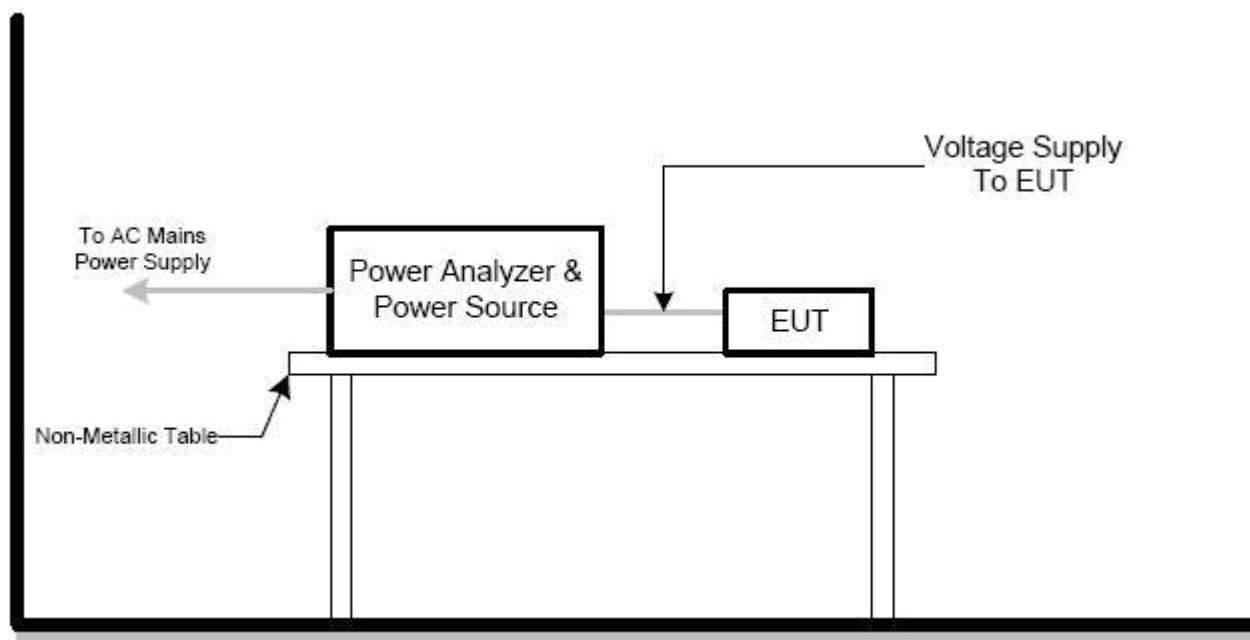 Voltage Supply
To EUT
To AC Mains
Power Supply
Power Analyzer &
Power Source
EUT
Non-Metallic Table